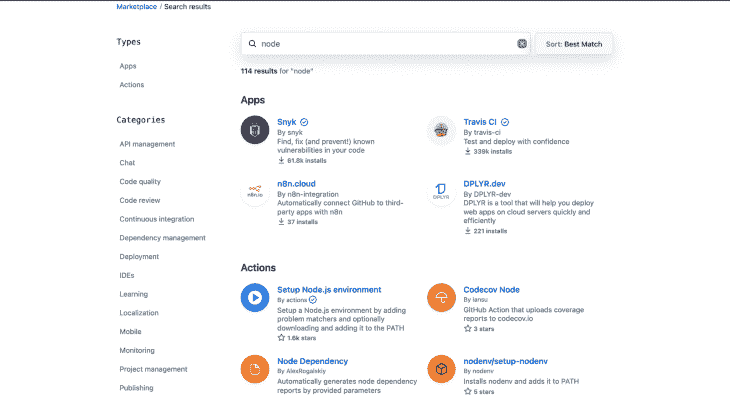 Marketplace / Search results
Types
Apps
Actions
Categories
API management
Chat
Code quality
Code review
Continuous integration
Dependency management
Deployment
IDEs
Learning
Localization
Mobile
Monitoring
Project management
Publishing
node
Sort: Best Match
114 results for "node"
Apps
Snyk
By snyk
Find, fix (and prevent!) known
vulnerabilities in your code
61.8k installs
Travis CI
By travis-ci
Test and deploy with confidence
339k installs
n8n.io
n8n.cloud
By n8n-integration
Automatically connect GitHub to third-
party apps with n8n
37 installs
DPLYR
DPLYR.dev
By DPLYR-dev
DPLYR is a tool that will help you deploy
web apps on cloud servers quickly and
efficiently
221 installs
Actions
Setup Node.js environment
By actions
Setup a Node.js environment by adding
problem matchers and optionally
downloading and adding it to the PATH
1.6k stars
Codecov Node
By iansu
GitHub Action that uploads coverage
reports to codecov.io
3 stars
Node Dependency
By AlexRogalskiy
Automatically generates node dependency
reports by provided parameters
nodenv/setup-nodenv
By nodenv
Installs nodenv and adds it to PATH
5 stars